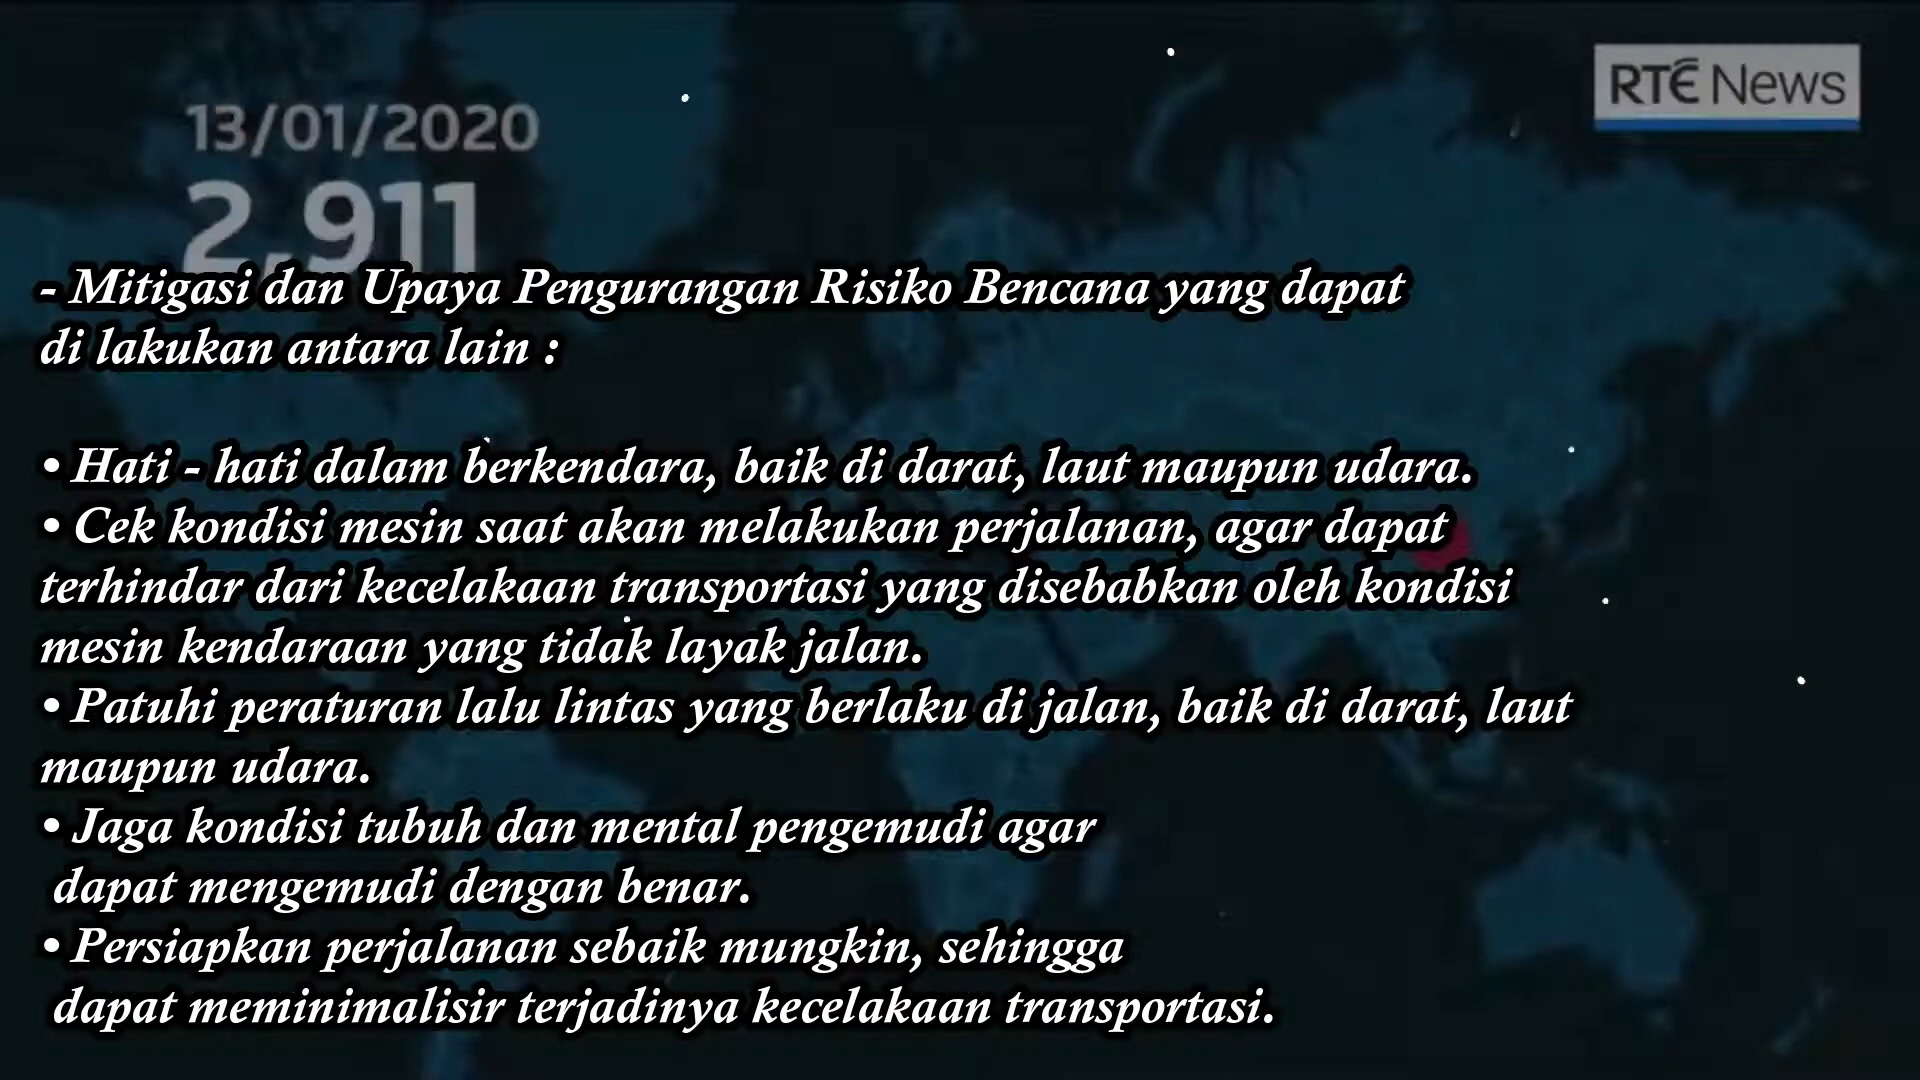 RTÉ News
13/01/2020
2,911
- Mitigasi dan Upaya Pengurangan Risiko Bencana yang dapat
di lakukan antara lain :
• Hati - hati dalam berkendara, baik di darat, laut maupun udara.
• Cek kondisi mesin saat akan melakukan perjalanan, agar dapat
terhindar dari kecelakaan transportasi yang disebabkan oleh kondisi
mesin kendaraan yang tidak layak jalan.
• Patuhi peraturan lalu lintas yang berlaku di jalan, baik di darat, laut
maupun udara.
• Jaga kondisi tubuh dan mental pengemudi agar
dapat mengemudi dengan benar.
• Persiapkan perjalanan sebaik mungkin, sehingga
dapat meminimalisir terjadinya kecelakaan transportasi.